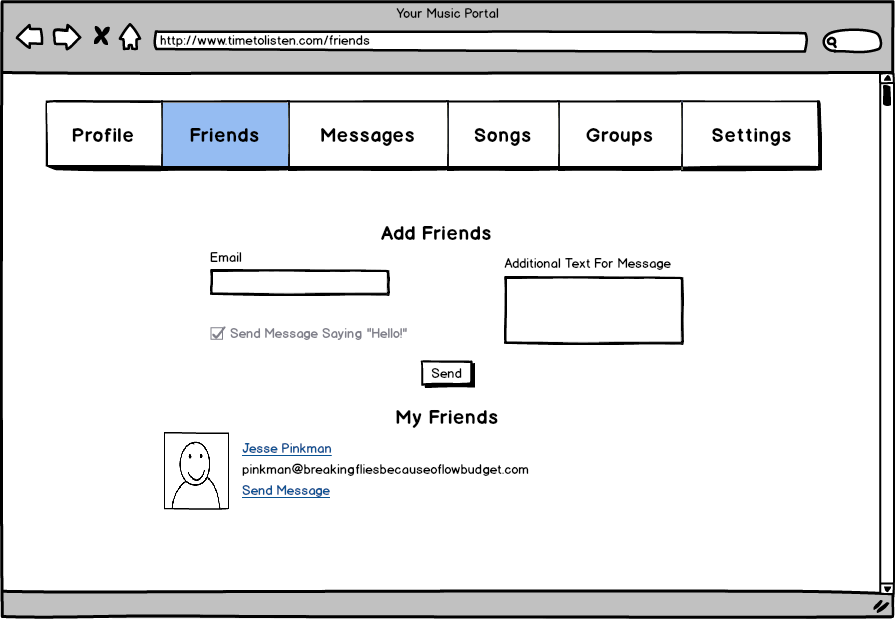 Your Music Portal
http://www.timetolisten.com/friends
Profile Friends Messages Songs Groups Settings
Add Friends
Email
Additional Text For Message
Send Message Saying "Hello!"
Send
My Friends
Jesse Pinkman
pinkman@breakingfliesbecauseoflowbudget.com
Send Message